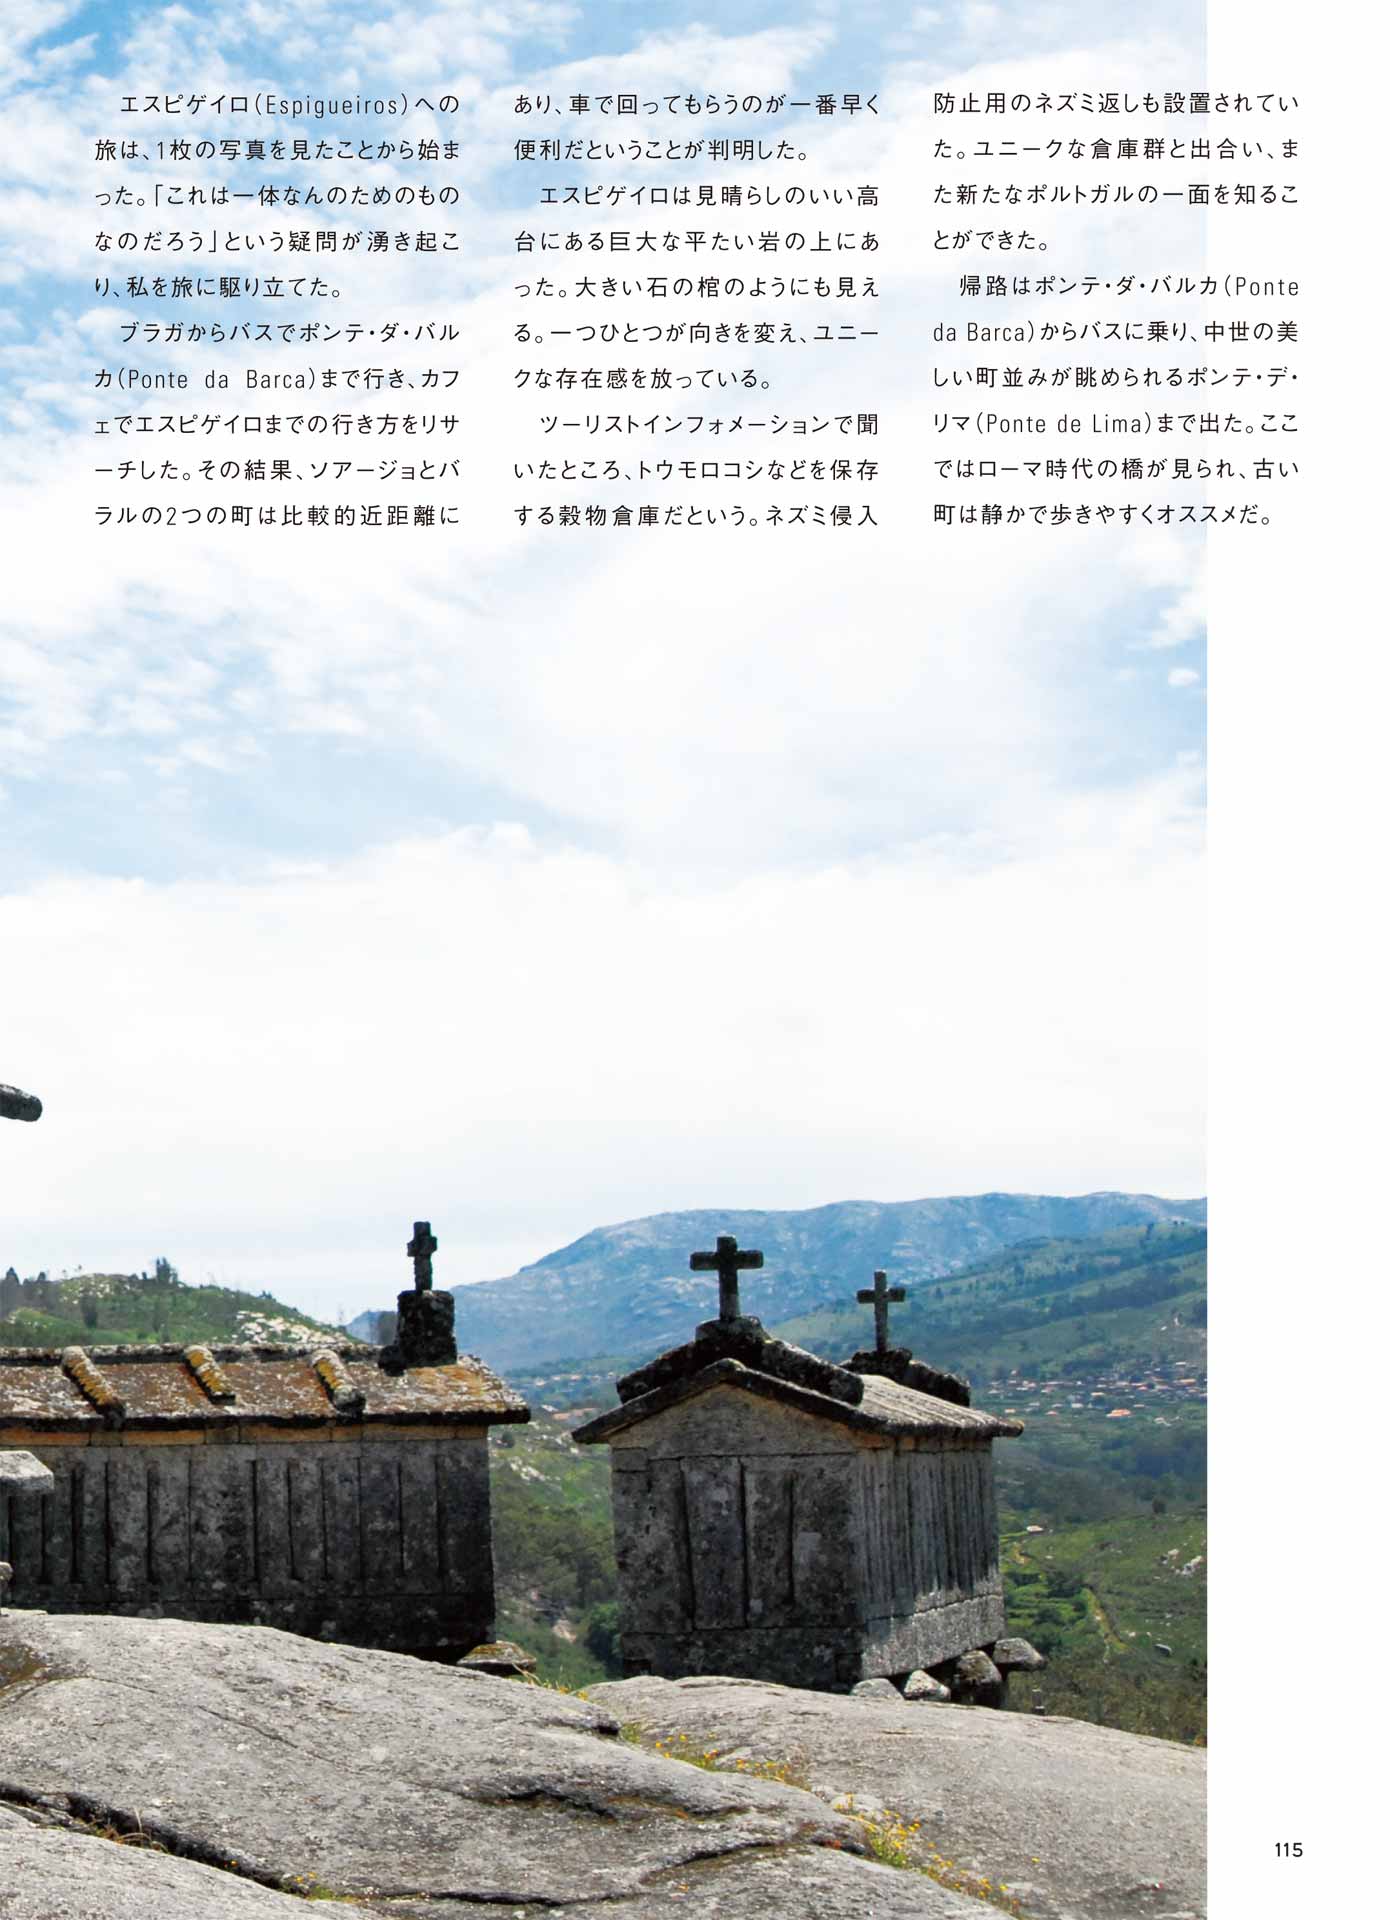 エスピゲイロ(Espigueiros)への
旅は、1枚の写真を見たことから始ま
った。「これは一体なんのためのもの
なのだろう」という疑問が湧き起こ
り、私を旅に駆り立てた。
ブラガからバスでポンテ・ダ・バル
カ(Ponte da Barca)まで行き、カフ
ェでエスピゲイロまでの行き方をリサ
ーチした。その結果、ソアージョとバ
ラルの2つの町は比較的近距離に
あり、車で回ってもらうのが一番早く
便利だということが判明した。
エスピゲイロは見晴らしのいい高
台にある巨大な平たい岩の上にあ
った。大きい石の棺のようにも見え
る。一つひとつが向きを変え、ユニー
クな存在感を放っている。
ツーリストインフォメーションで聞
いたところ、トウモロコシなどを保存
する穀物倉庫だという。ネズミ侵入
防止用のネズミ返しも設置されてい
た。ユニークな倉庫群と出合い、ま
た新たなポルトガルの一面を知るこ
とができた。
帰路はポンテ・ダ・バルカ(Ponte
da Barca)からバスに乗り、中世の美
しい町並みが眺められるポンテ・デ・
リマ(Ponte de Lima)まで出た。ここ
ではローマ時代の橋が見られ、古い
町は静かで歩きやすくオススメだ。
115